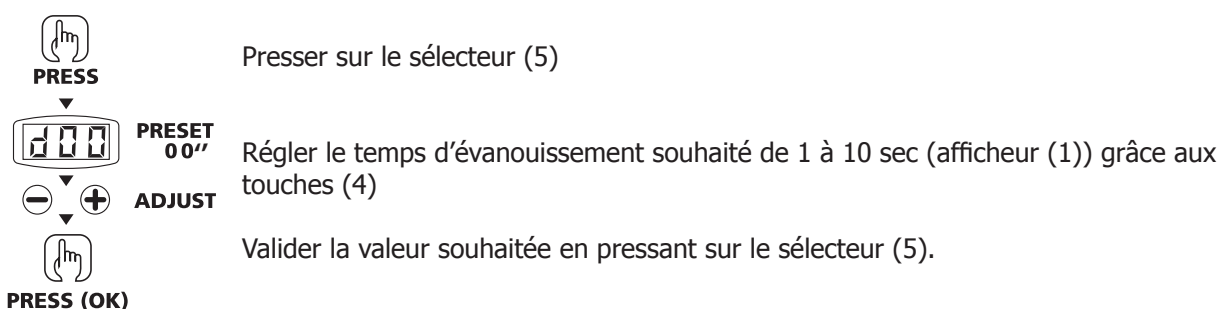 PRESS
Presser sur le sélecteur (5)
d00
PRESET
00’’
Régler le temps d’évanouissement souhaité de 1 à 10 sec (afficheur (1)) grâce aux
touches (4)
ADJUST
Valider la valeur souhaitée en pressant sur le sélecteur (5).
PRESS (OK)